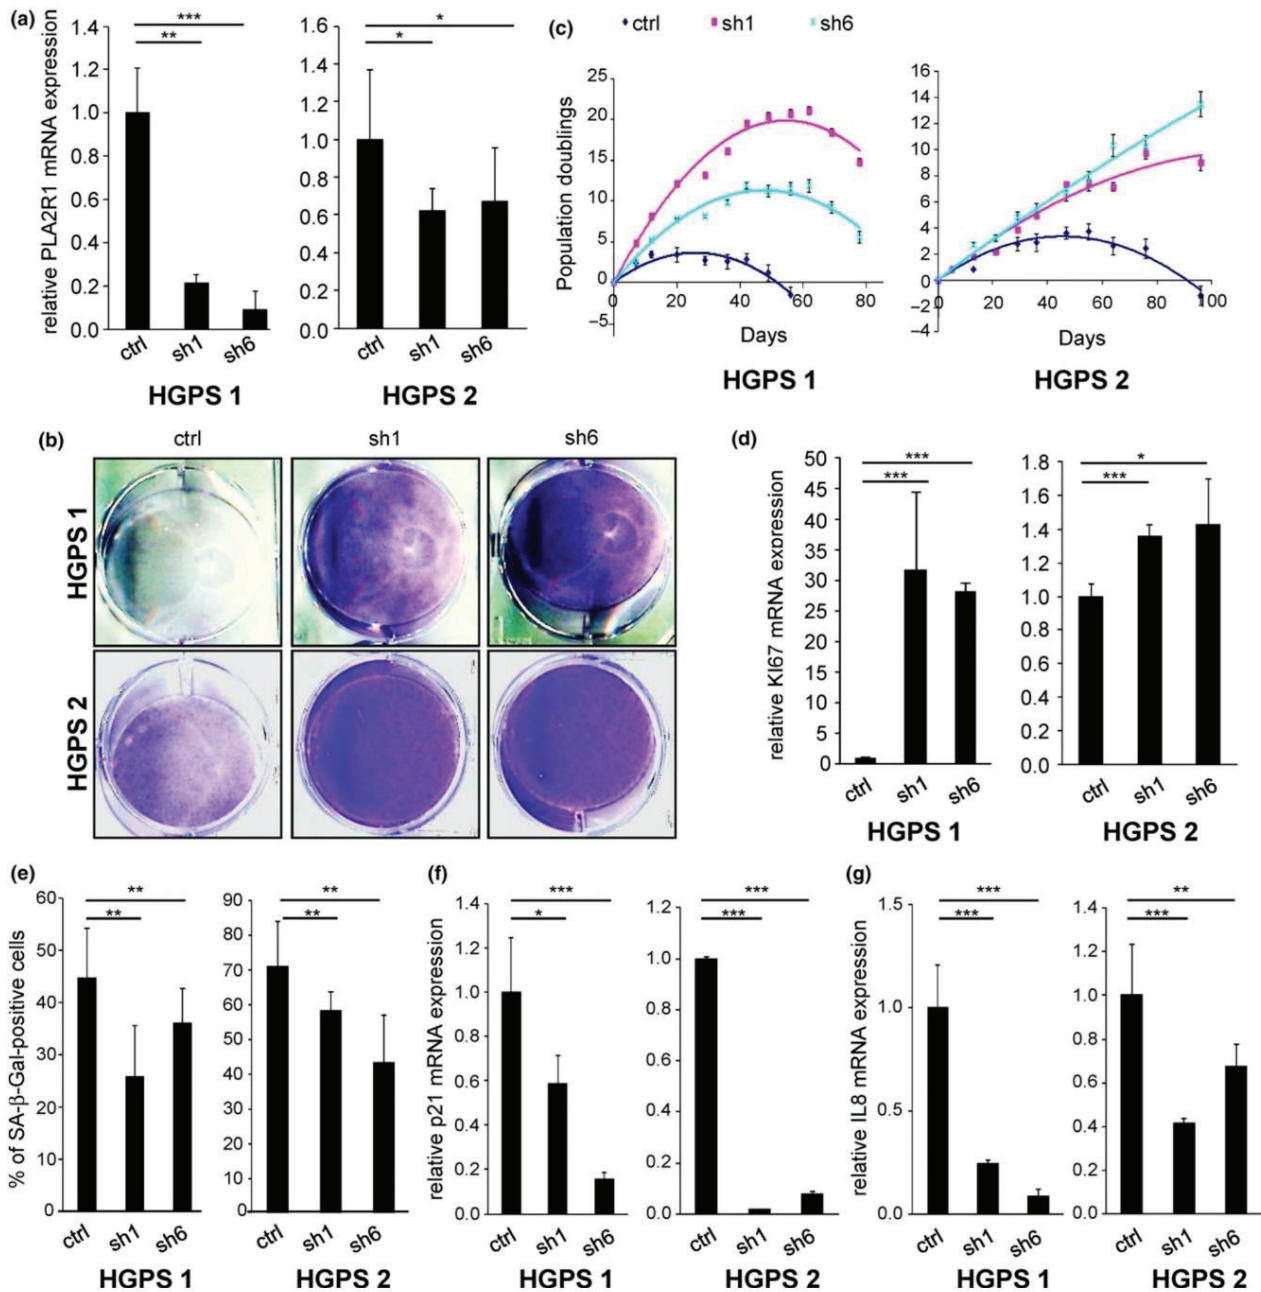 (a)
relative PLA2R1 mRNA expression
1.4
1.2
1.0
0.8
0.6
0.4
0.2
0.0
***
**
ctrl sh1 sh6
HGPS 1
1.6
1.4
1.2
1.0
0.8
0.6
0.4
0.2
0.0
*
*
ctrl sh1 sh6
HGPS 2
(c)
ctrl sh1 sh6
Population doublings
25
20
15
10
5
0
−5
0 20 40 60 80
Days
HGPS 1
16
14
12
10
8
6
4
2
0
−2
−4
0 20 40 60 80 100
Days
HGPS 2
(b)
ctrl sh1 sh6
HGPS 1
HGPS 2
(d)
relative KI67 mRNA exoression
50
45
40
35
30
25
20
15
10
5
0
***
***
ctrl sh1 sh6
HGPS 1
1.8
1.6
1.4
1.2
1.0
0.8
0.6
0.4
0.2
0.0
*
***
ctrl sh1 sh6
HGPS 2
(e)
% of SA-β-Gal-positive cells
60
50
40
30
20
10
0
**
**
ctrl sh1 sh6
HGPS 1
90
80
70
60
50
40
30
20
10
0
**
**
ctrl sh1 sh6
HGPS 2
(f)
relative p21 mRNA expression
1.4
1.2
1.0
0.8
0.6
0.4
0.2
0.0
***
*
ctrl sh1 sh6
HGPS 1
1.2
1.0
0.8
0.6
0.4
0.2
0.0
***
***
ctrl sh1 sh6
HGPS 2
(g)
relative IL8 mRNA expression
1.5
1.0
0.5
0.0
***
***
ctrl sh1 sh6
HGPS 1
1.4
1.2
1.0
0.8
0.6
0.4
0.2
0.0
**
***
ctrl sh1 sh6
HGPS 2